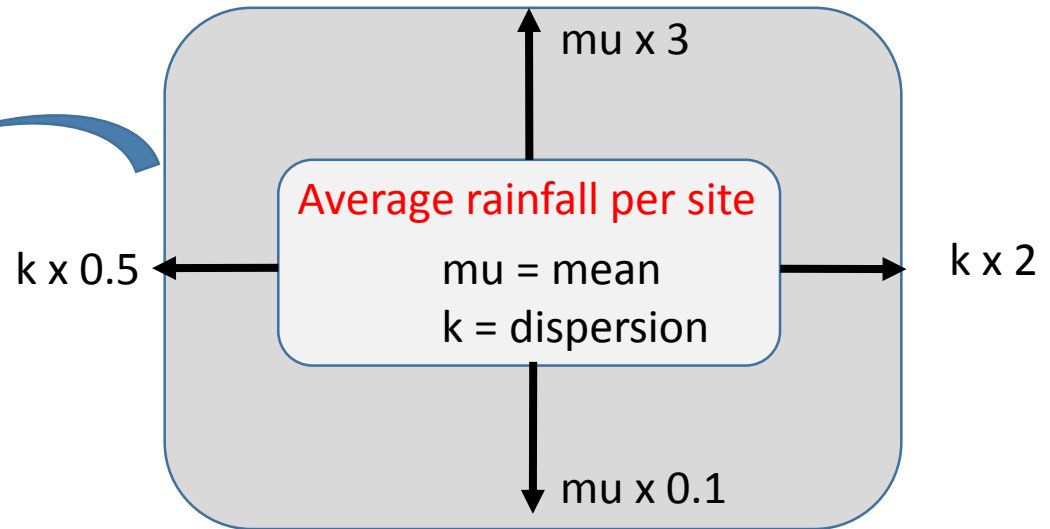 mu x 3
Average rainfall per site
mu = mean
k = dispersion
k x 0.5
k x 2
mu x 0.1